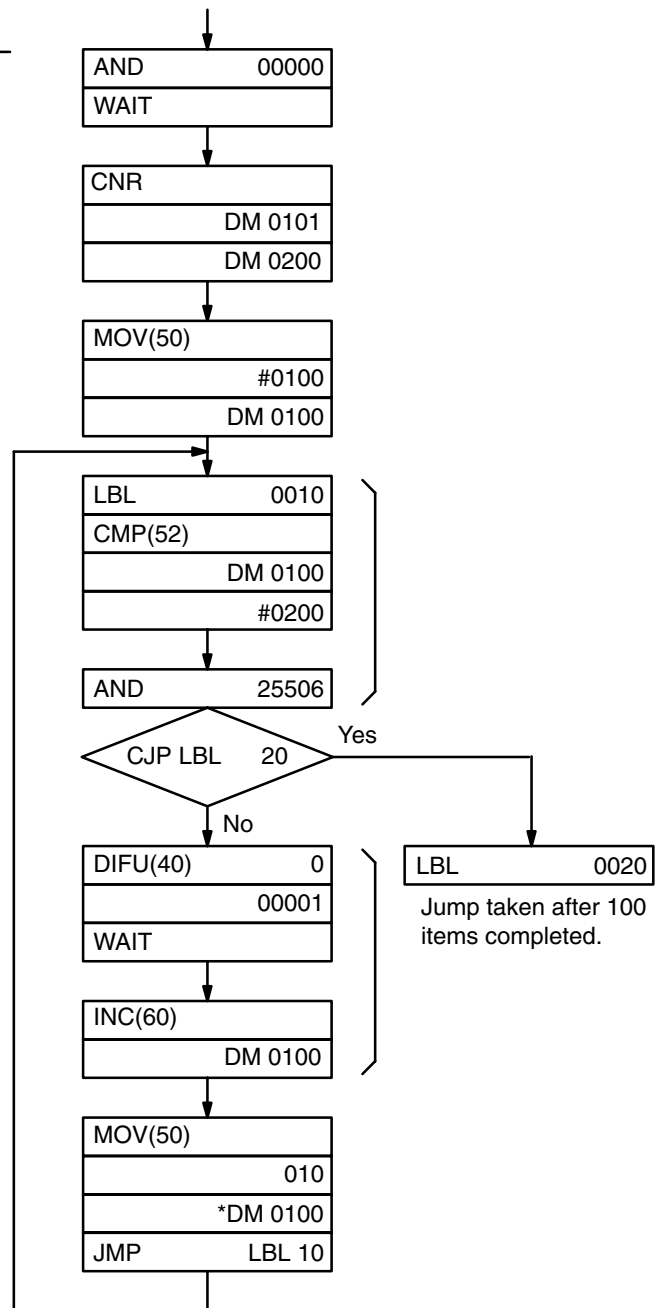 AND 00000
WAIT
CNR
DM 0101
DM 0200
MOV(50)
#0100
DM 0100
LBL 0010
CMP(52)
DM 0100
#0200
AND 25506
CJP LBL 20
Yes
No
DIFU(40) 0
00001
WAIT
LBL 0020
Jump taken after 100
items completed.
INC(60)
DM 0100
MOV(50)
010
*DM 0100
JMP LBL 10